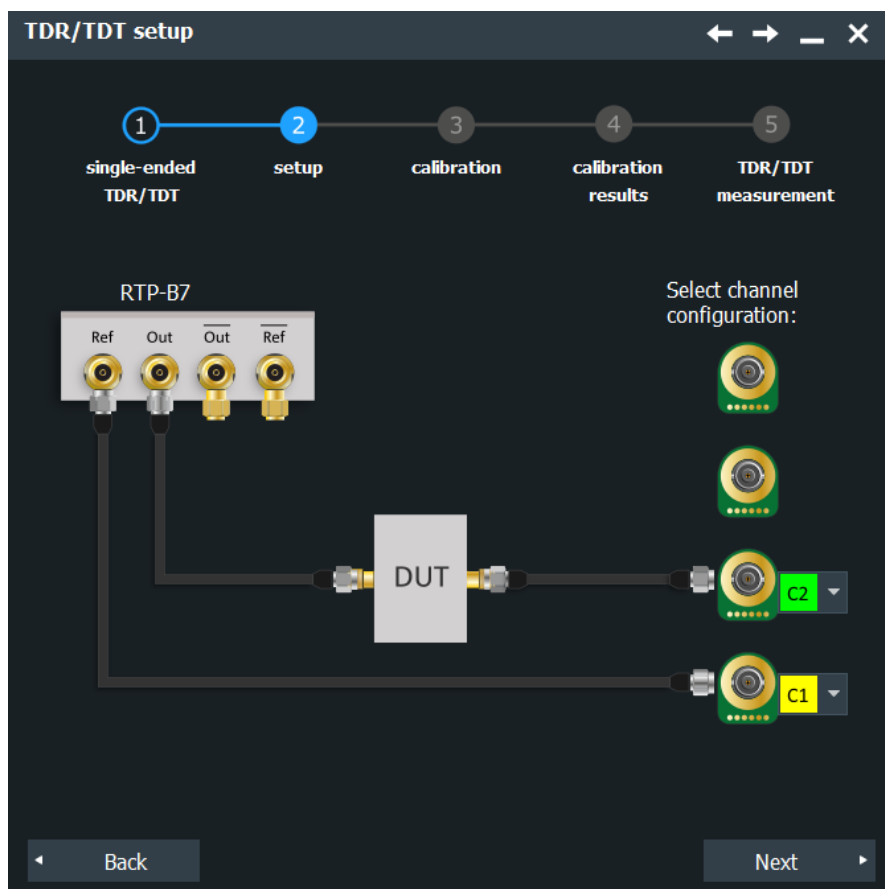 TDR/TDT setup
1
2
3
4
5
single-ended
TDR/TDT
setup
calibration
calibration
results
TDR/TDT
measurement
RTP-B7
Ref Out Out Ref
Select channel
configuration:
DUT
C2
C1
Back
Next